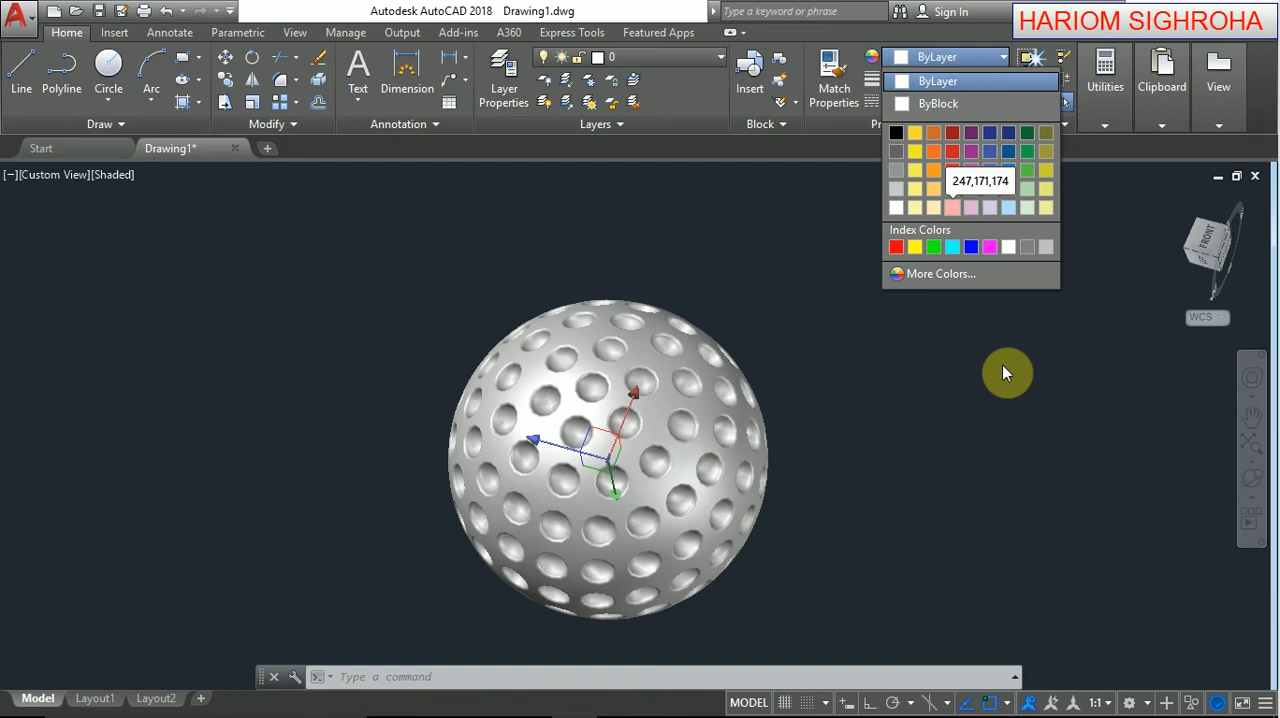 Autodesk AutoCAD 2018 Drawing1.dwg
Type a keyword or phrase
Sign In
HARIOM SIGHROHA
Home Insert Annotate Parametric View Manage Output Add-ins A360 Express Tools Featured Apps
Line Polyline Circle Arc
Text Dimension
Layer Properties
0
Insert
Match Properties
ByLayer
Utilities Clipboard View
Draw Modify Annotation Layers Block
ByLayer
ByBlock
247,171,174
Index Colors
More Colors...
Start Drawing1*
[−][Custom View][Shaded]
FRONT
WCS
Type a command
Model Layout1 Layout2
MODEL
1:1